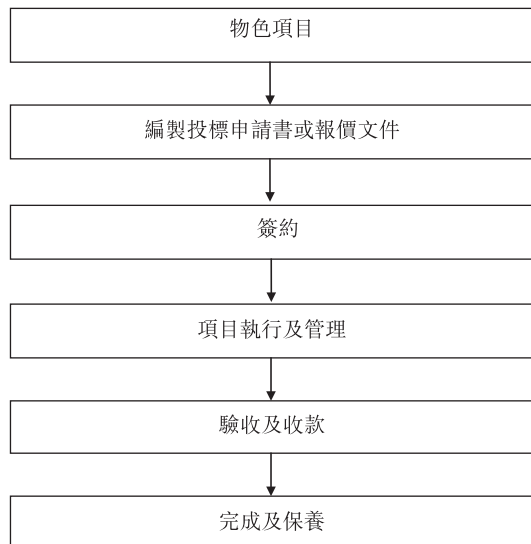 物色項目
編製投標申請書或報價文件
簽約
項目執行及管理
驗收及收款
完成及保養